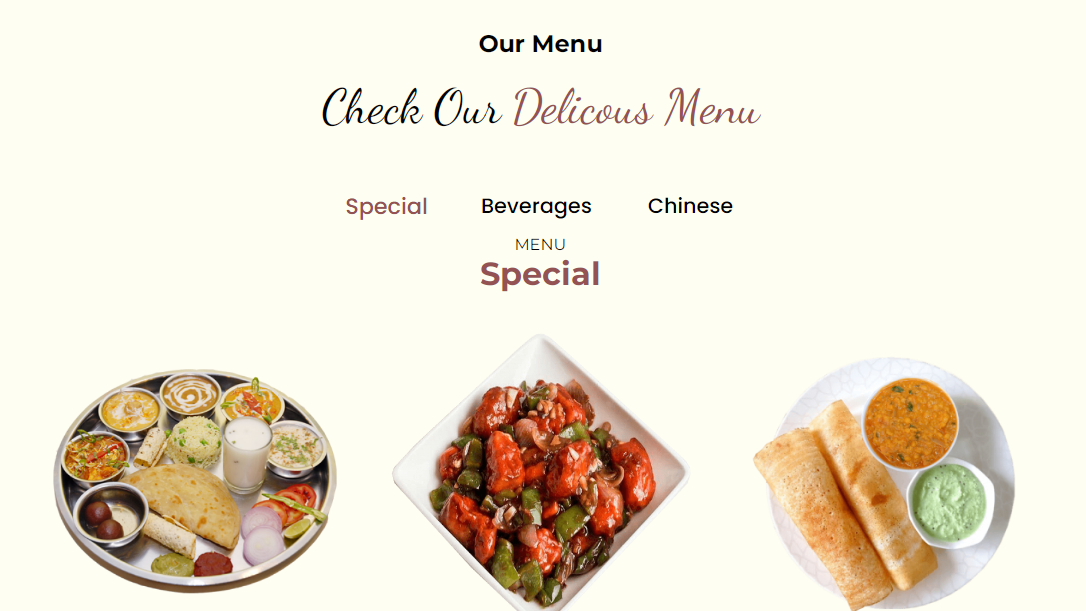 Our Menu
Check Our Delicous Menu
Special Beverages Chinese
MENU
Special